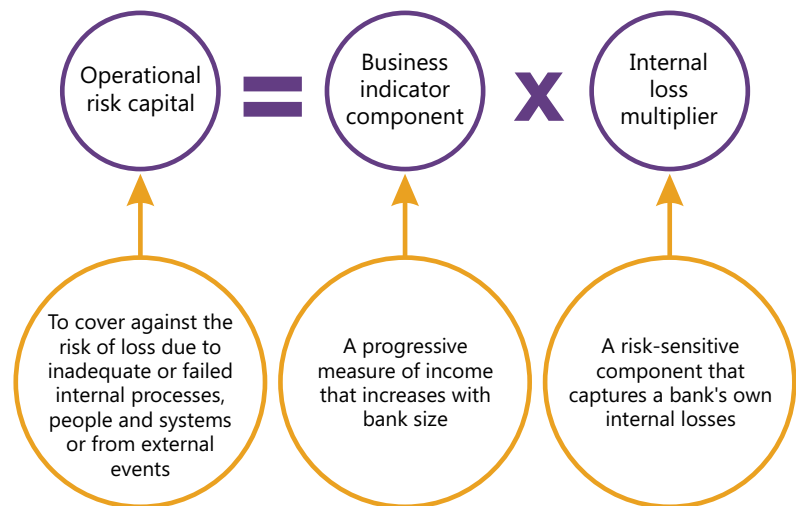 Operational
risk capital
=
Business
indicator
component
x
Internal
loss
multiplier
To cover against the
risk of loss due to
inadequate or failed
internal processes,
people and systems
or from external
events
A progressive
measure of income
that increases with
bank size
A risk-sensitive
component that
captures a bank's own
internal losses